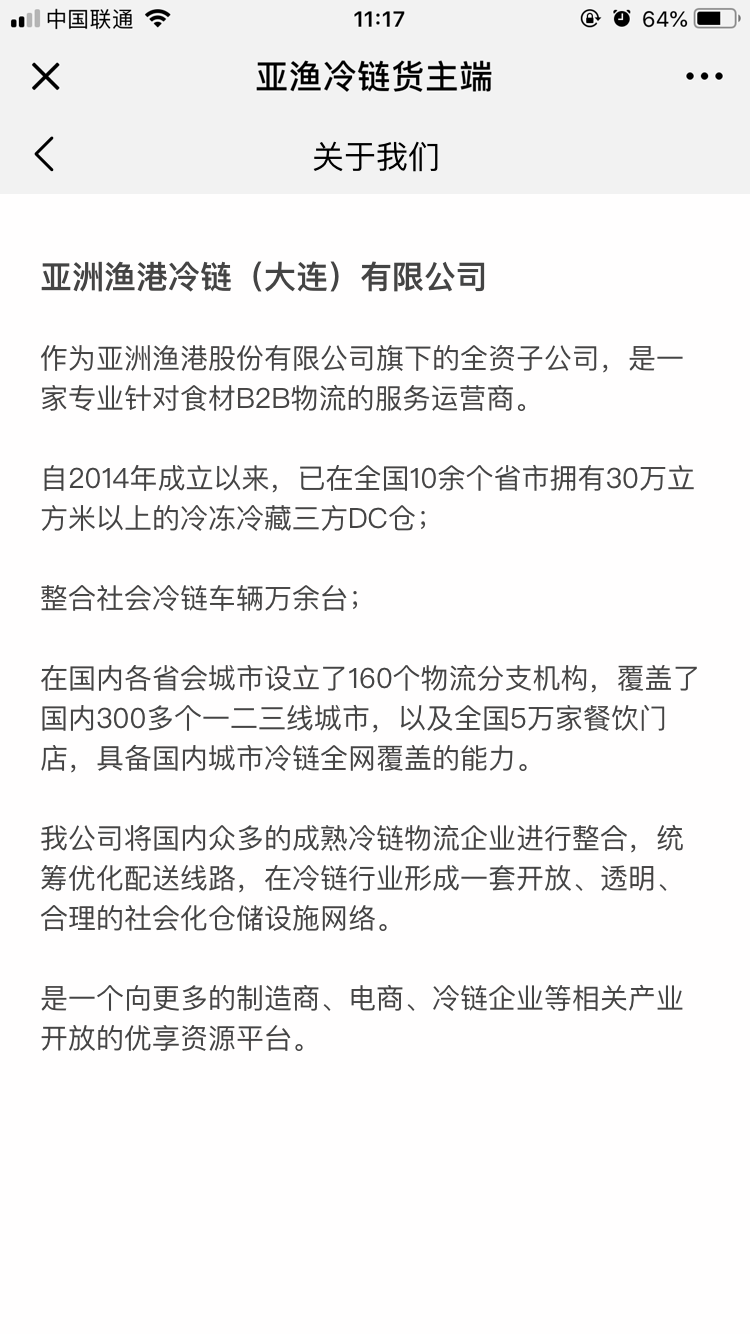 中国联通
11:17
64%
亚渔冷链货主端
关于我们
亚洲渔港冷链（大连）有限公司
作为亚洲渔港股份有限公司旗下的全资子公司，是一
家专业针对食材B2B物流的服务运营商。
自2014年成立以来，已在全国10余个省市拥有30万立
方米以上的冷冻冷藏三方DC仓；
整合社会冷链车辆万余台；
在国内各省会城市设立了160个物流分支机构，覆盖了
国内300多个一二三线城市，以及全国5万家餐饮门
店，具备国内城市冷链全网覆盖的能力。
我公司将国内众多的成熟冷链物流企业进行整合，统
筹优化配送线路，在冷链行业形成一套开放、透明、
合理的社会化仓储设施网络。
是一个向更多的制造商、电商、冷链企业等相关产业
开放的优享资源平台。